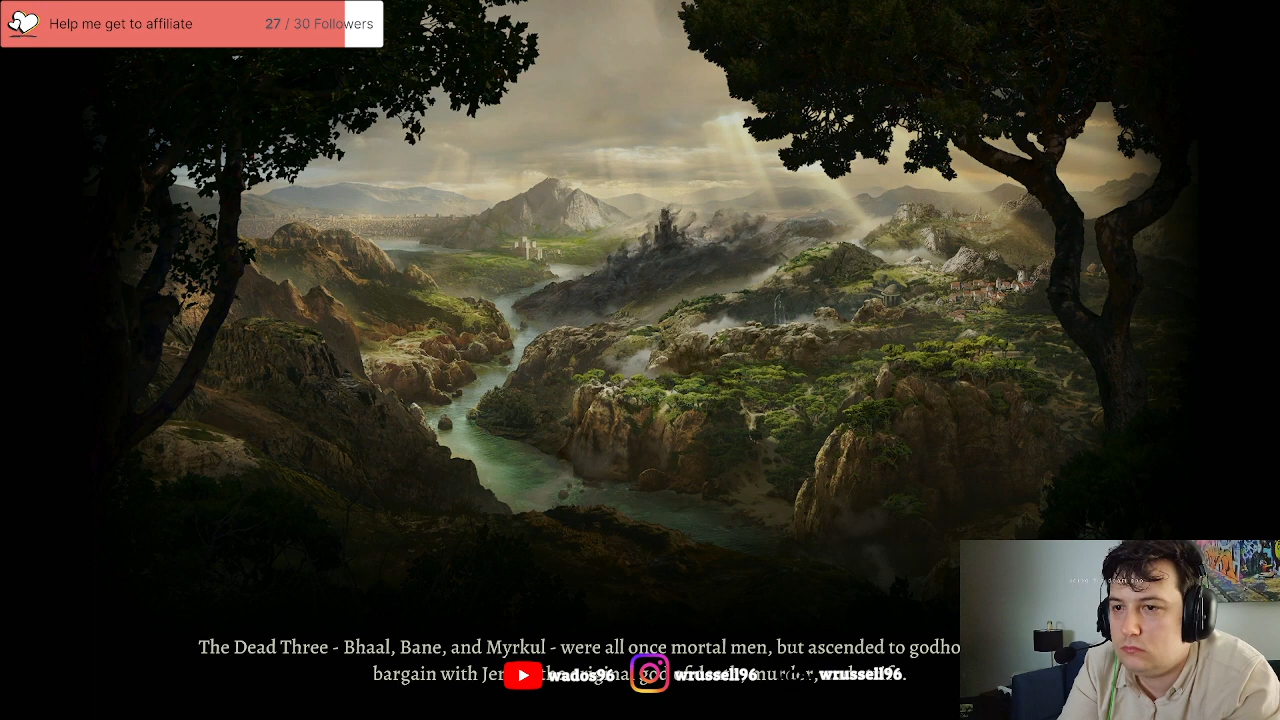 Help me get to affiliate
27 / 30 Followers
The Dead Three - Bhaal, Bane, and Myrkul - were all once mortal men, but ascended to godho
bargain with Jer
wados96
wrussell96
wrussell96